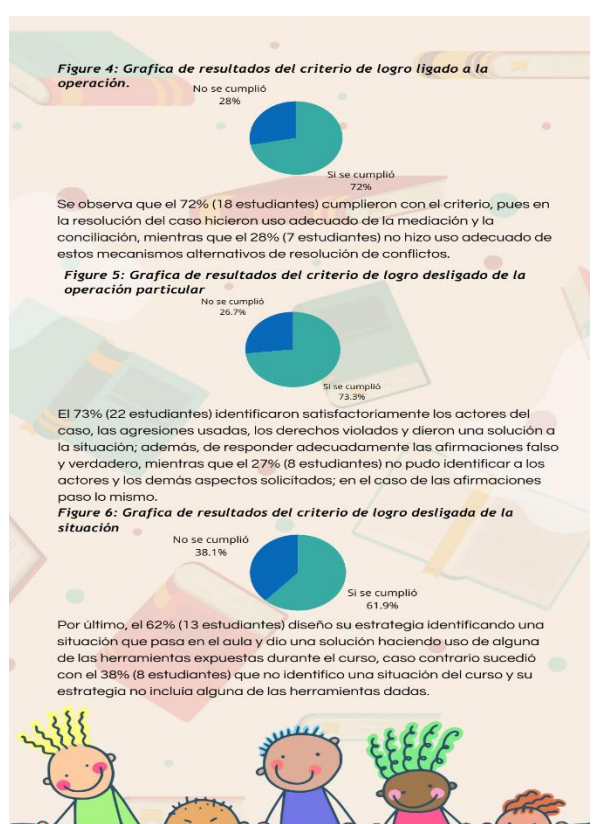 Figure 4: Grafica de resultados del criterio de logro ligado a la
operación.
No se cumplió
28%
Si se cumplió
72%
Se observa que el 72% (18 estudiantes) cumplieron con el criterio, pues en
la resolución del caso hicieron uso adecuado de la mediación y la
conciliación, mientras que el 28% (7 estudiantes) no hizo uso adecuado de
estos mecanismos alternativos de resolución de conflictos.
Figure 5: Grafica de resultados del criterio de logro desligado de la
operación particular
No se cumplió
26.7%
Si se cumplió
73.3%
El 73% (22 estudiantes) identificaron satisfactoriamente los actores del
caso, las agresiones usadas, los derechos violados y dieron una solución a
la situación; además, de responder adecuadamente las afirmaciones falso
y verdadero, mientras que el 27% (8 estudiantes) no pudo identificar a los
actores y los demás aspectos solicitados; en el caso de las afirmaciones
paso lo mismo.
Figure 6: Grafica de resultados del criterio de logro desligada de la
situación
No se cumplió
38.1%
Si se cumplió
61.9%
Por último, el 62% (13 estudiantes) diseño su estrategia identificando una
situación que pasa en el aula y dio una solución haciendo uso de alguna
de las herramientas expuestas durante el curso, caso contrario sucedió
con el 38% (8 estudiantes) que no identifico una situación del curso y su
estrategia no incluía alguna de las herramientas dadas.